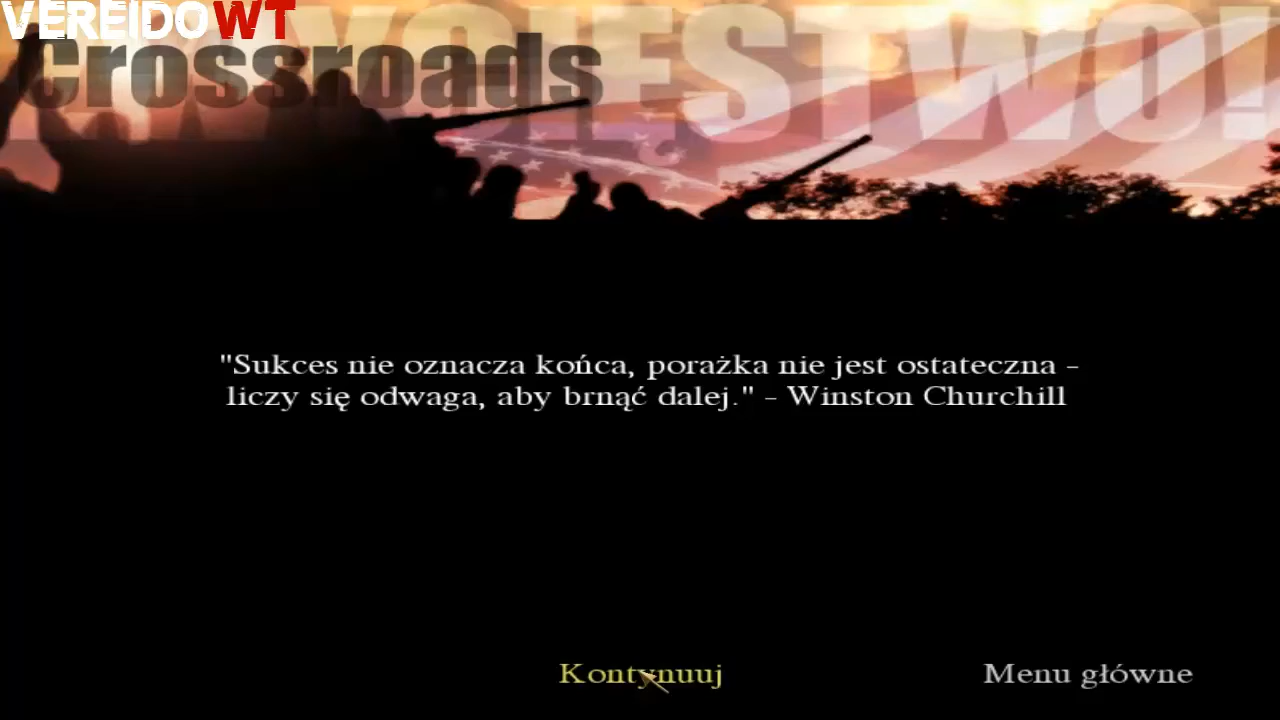 VEREIDOWT
ZWYCIĘSTWO!
Crossroads
"Sukces nie oznacza końca, porażka nie jest ostateczna -
liczy się odwaga, aby brnąć dalej." - Winston Churchill
Kontynuuj
Menu główne